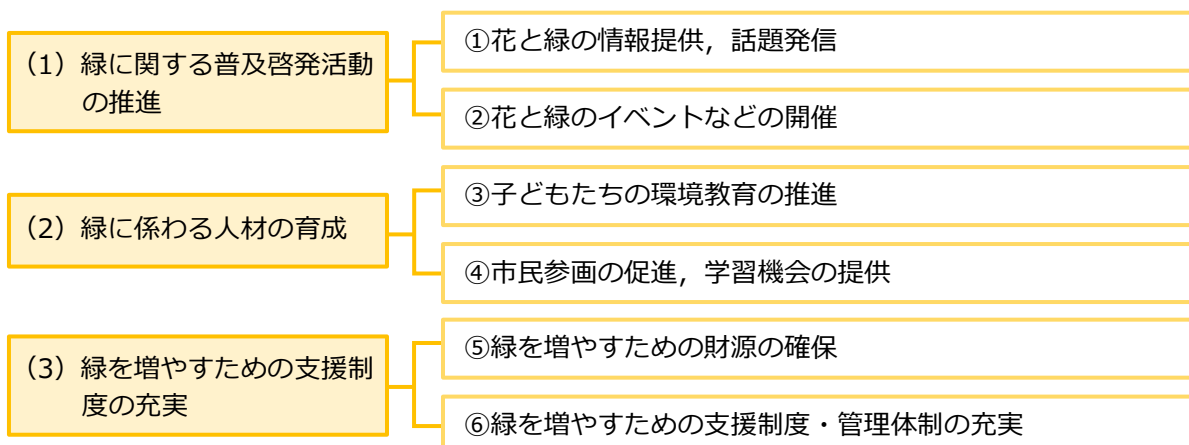 (1)緑に関する普及啓発活動
の推進
①花と緑の情報提供,話題発信
②花と緑のイベントなどの開催
(2)緑に係わる人材の育成
③子どもたちの環境教育の推進
④市民参画の促進,学習機会の提供
(3)緑を増やすための支援制
度の充実
⑤緑を増やすための財源の確保
⑥緑を増やすための支援制度・管理体制の充実